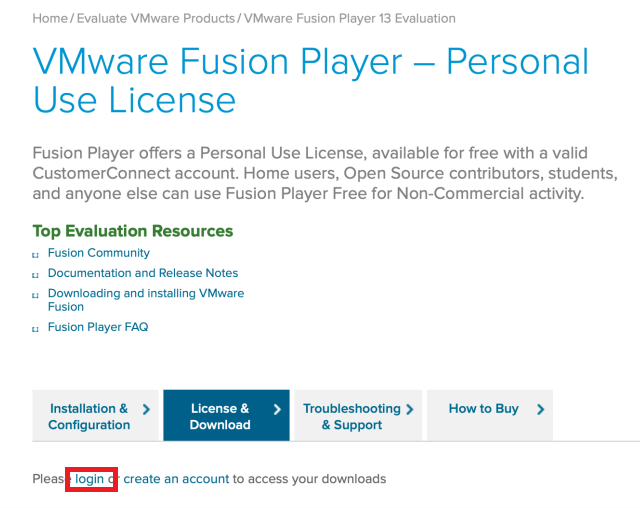 Home / Evaluate VMware Products / VMware Fusion Player 13 Evaluation
VMware Fusion Player – Personal
Use License
Fusion Player offers a Personal Use License, available for free with a valid
CustomerConnect account. Home users, Open Source contributors, students,
and anyone else can use Fusion Player Free for Non-Commercial activity.
Top Evaluation Resources
Fusion Community
Documentation and Release Notes
Downloading and installing VMware
Fusion
Fusion Player FAQ
Installation &
Configuration
License &
Download
Troubleshooting
& Support
How to Buy
Please login or create an account to access your downloads